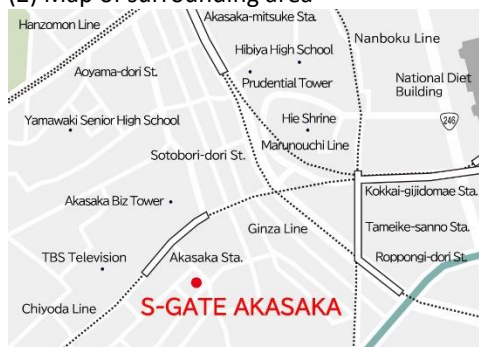 (2) Map of surrounding area
Hanzomon Line
Akasaka-mitsuke Sta.
Nanboku Line
Hibiya High School
Aoyama-dori St.
Prudential Tower
National Diet
Building
246
Yamawaki Senior High School
Hie Shrine
Marunouchi Line
Sotobori-dori St.
Kokkai-gijidomae Sta.
Akasaka Biz Tower
Ginza Line
Tameike-sanno Sta.
TBS Television
Akasaka Sta.
Roppongi-dori St.
Chiyoda Line
S-GATE AKASAKA